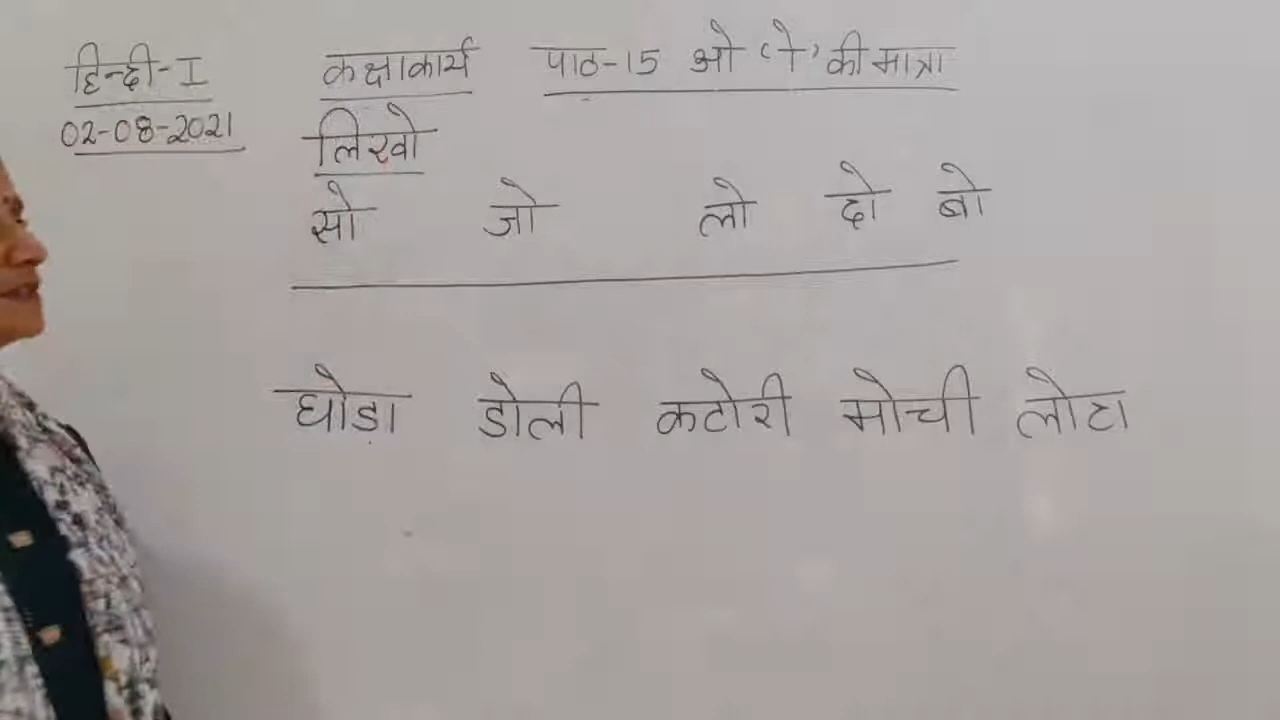 हिन्दी-I कक्षाकार्य पाठ-15 ओ 'ो' की मात्रा
02-08-2021
लिखो
सो जो लो दो बो
घोड़ा डोली कटोरी मोची लोटा